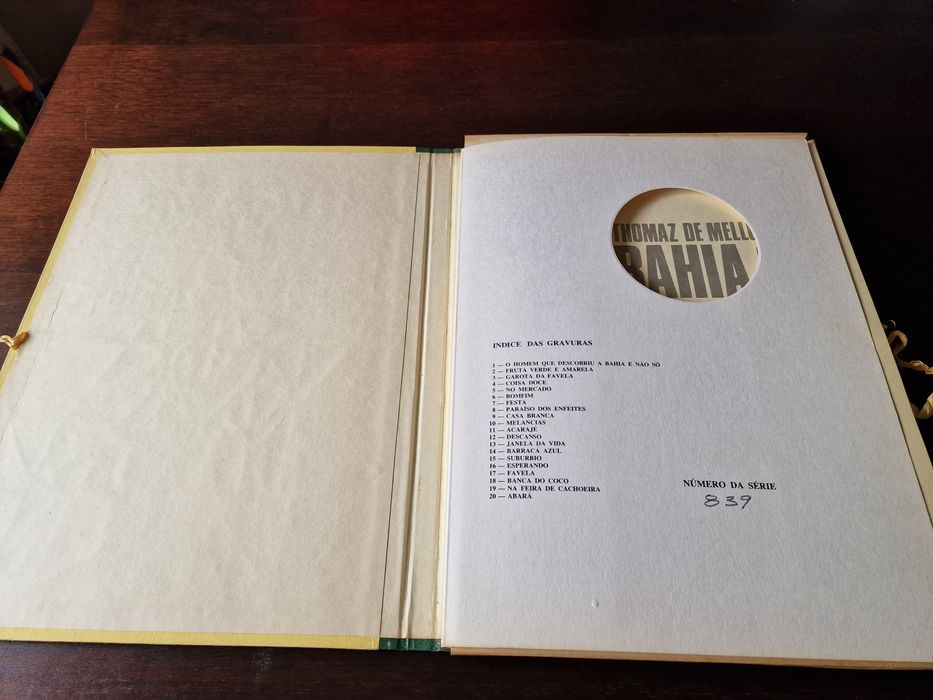 THOMAZ DE MELL
BAHIA
INDICE DAS GRAVURAS
1 — O HOMEM QUE DESCOBRIU A BAHIA E NÃO SÓ
2 — FRUTA VERDE E AMARELA
3 — GAROTA DA FAVELA
4 — COISA DOCE
5 — NO MERCADO
6 — BOMFIM
7 — FESTA
8 — PARAÍSO DOS ENFEITES
9 — CASA BRANCA
10 — MELANCIAS
11 — ACARAJÉ
12 — DESCANSO
13 — JANELA DA VIDA
14 — BARRACA AZUL
15 — SUBURBIO
16 — ESPERANDO
17 — FAVELA
18 — BANCA DO COCO
19 — NA FEIRA DE CACHOEIRA
20 — ABARÁ
NÚMERO DA SÉRIE
839